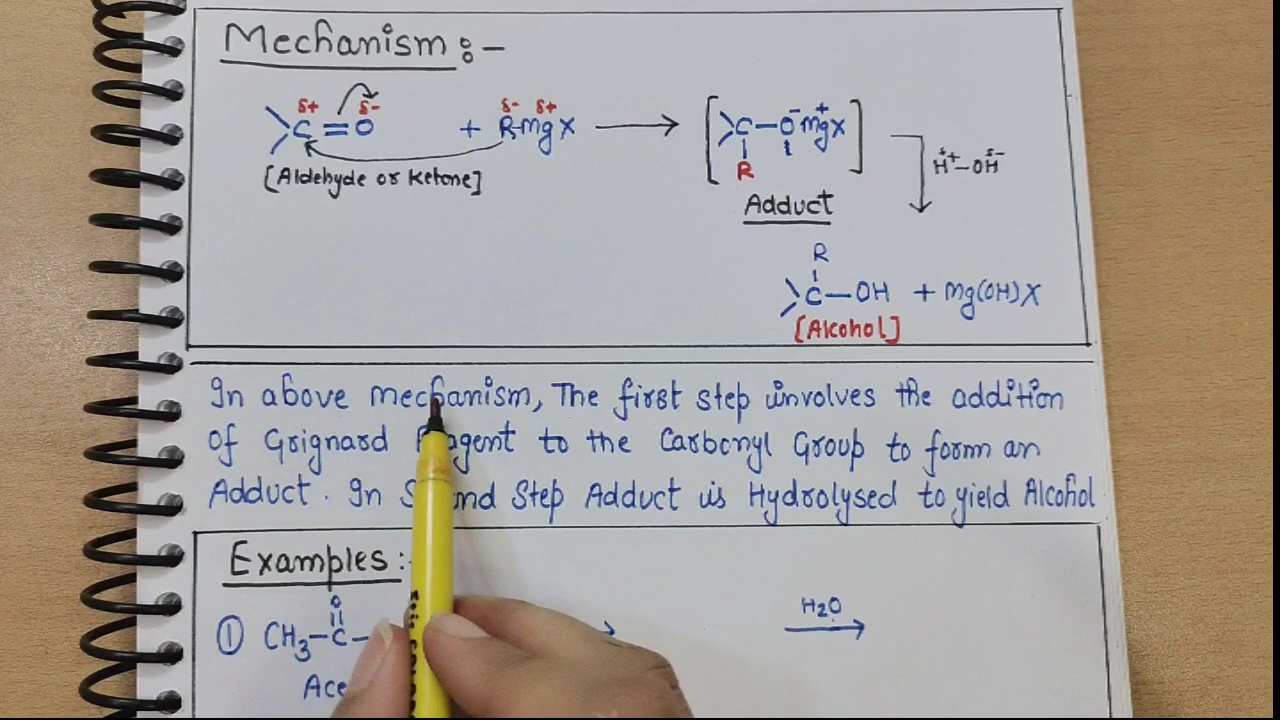 Mechanism :-
δ+ δ- δ- δ+
C=O + R-MgX → [C-O⁻ ⁺MgX]
R
[Aldehyde or Ketone]
H⁺-OH
Adduct
R
C-OH + Mg(OH)X
[Alcohol]
In above mechanism, The first step involves the addition
of Grignard to the Carbonyl Group to form an
Adduct. In Step Adduct is Hydrolysed to yield Alcohol
Examples:
O
H₂O
① CH₃-C-